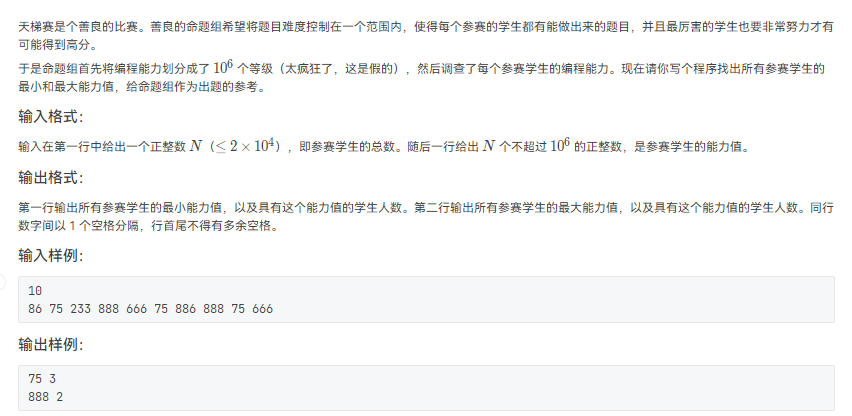 天梯赛是个善良的比赛。善良的命题组希望将题目难度控制在一个范围内，使得每个参赛的学生都有能做出来的题目，并且最厉害的学生也要非常努力才有
可能得到高分。
于是命题组首先将编程能力划分成了 10⁶ 个等级（太疯狂了，这是假的），然后调查了每个参赛学生的编程能力。现在请你写个程序找出所有参赛学生的
最小和最大能力值，给命题组作为出题的参考。
输入格式：
输入在第一行中给出一个正整数 N（≤ 2 × 10⁴），即参赛学生的总数。随后一行给出 N 个不超过 10⁶ 的正整数，是参赛学生的能力值。
输出格式：
第一行输出所有参赛学生的最小能力值，以及具有这个能力值的学生人数。第二行输出所有参赛学生的最大能力值，以及具有这个能力值的学生人数。同行
数字间以 1 个空格分隔，行首尾不得有多余空格。
输入样例：
10
86 75 233 888 666 75 886 888 75 666
输出样例：
75 3
888 2